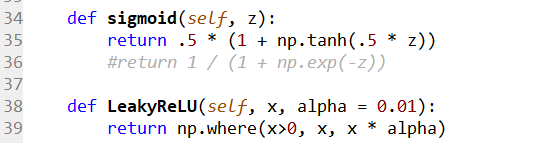 34 def sigmoid(self, z):
35 return .5 * (1 + np.tanh(.5 * z))
36 #return 1 / (1 + np.exp(-z))
37
38 def LeakyReLU(self, x, alpha = 0.01):
39 return np.where(x>0, x, x * alpha)